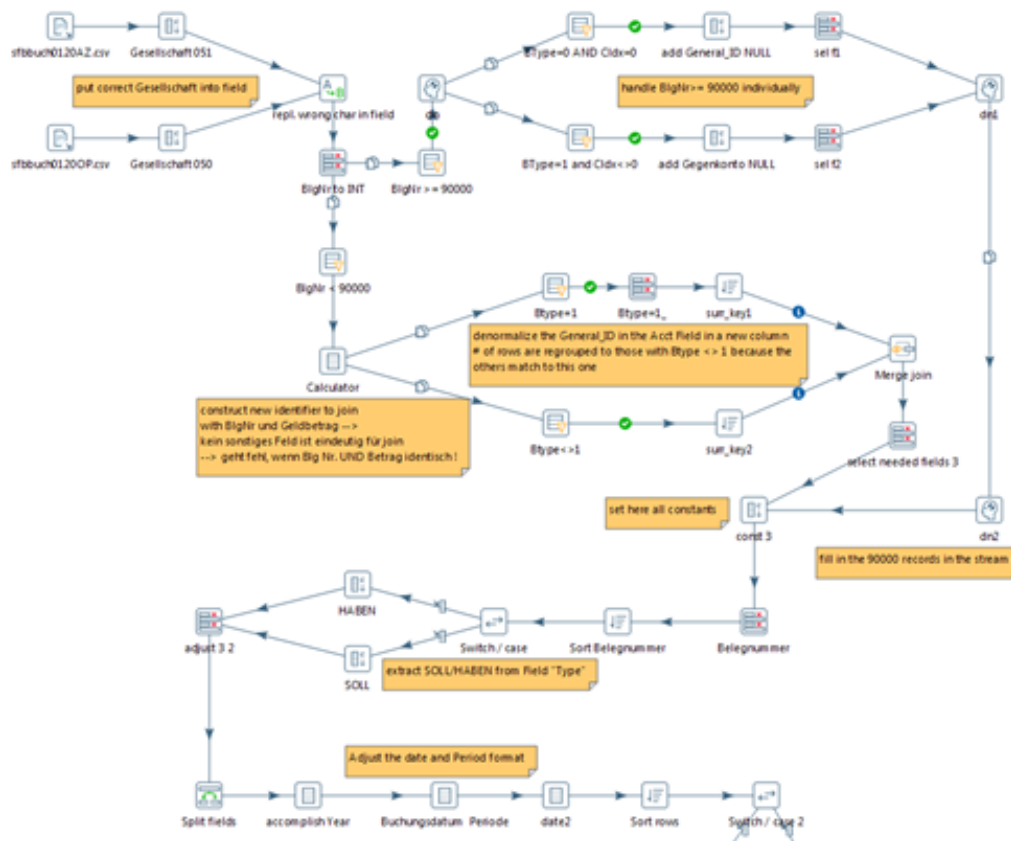 sfbbuch0120AZ.csv
Gesellschaft 051
BType=0 AND CIdx=0
add General_ID NULL
sel f1
put correct Gesellschaft into field
repl. wrong char in field
handle BlgNr>= 90000 individually
dn1
sfbbuch0120OP.csv
Gesellschaft 050
BlgNr to INT
BlgNr >= 90000
BType=1 and CIdx<>0
add Gegenkonto NULL
sel f2
BlgNr < 90000
Btype=1
Btype=1_
sum_key1
denormalize the General_ID in the Acct Field in a new column
# of rows are regrouped to those with Btype <> 1 because the
others match to this one
Merge join
Calculator
construct new identifier to join
with BlgNr und Geldbetrag -->
kein sonstiges Feld ist eindeutig für join
--> geht fehl, wenn Blg Nr. UND Betrag identisch !
Btype<>1
sum_key2
select needed fields 3
set here all constants
const 3
dn2
fill in the 90000 records in the stream
HABEN
adjust 3 2
Switch / case
Sort Belegnummer
Belegnummer
SOLL
extract SOLL/HABEN from Field "Type"
Adjust the date and Period format
Split fields
accomplish Year
Buchungsdatum Periode
date2
Sort rows
Switch / case 2